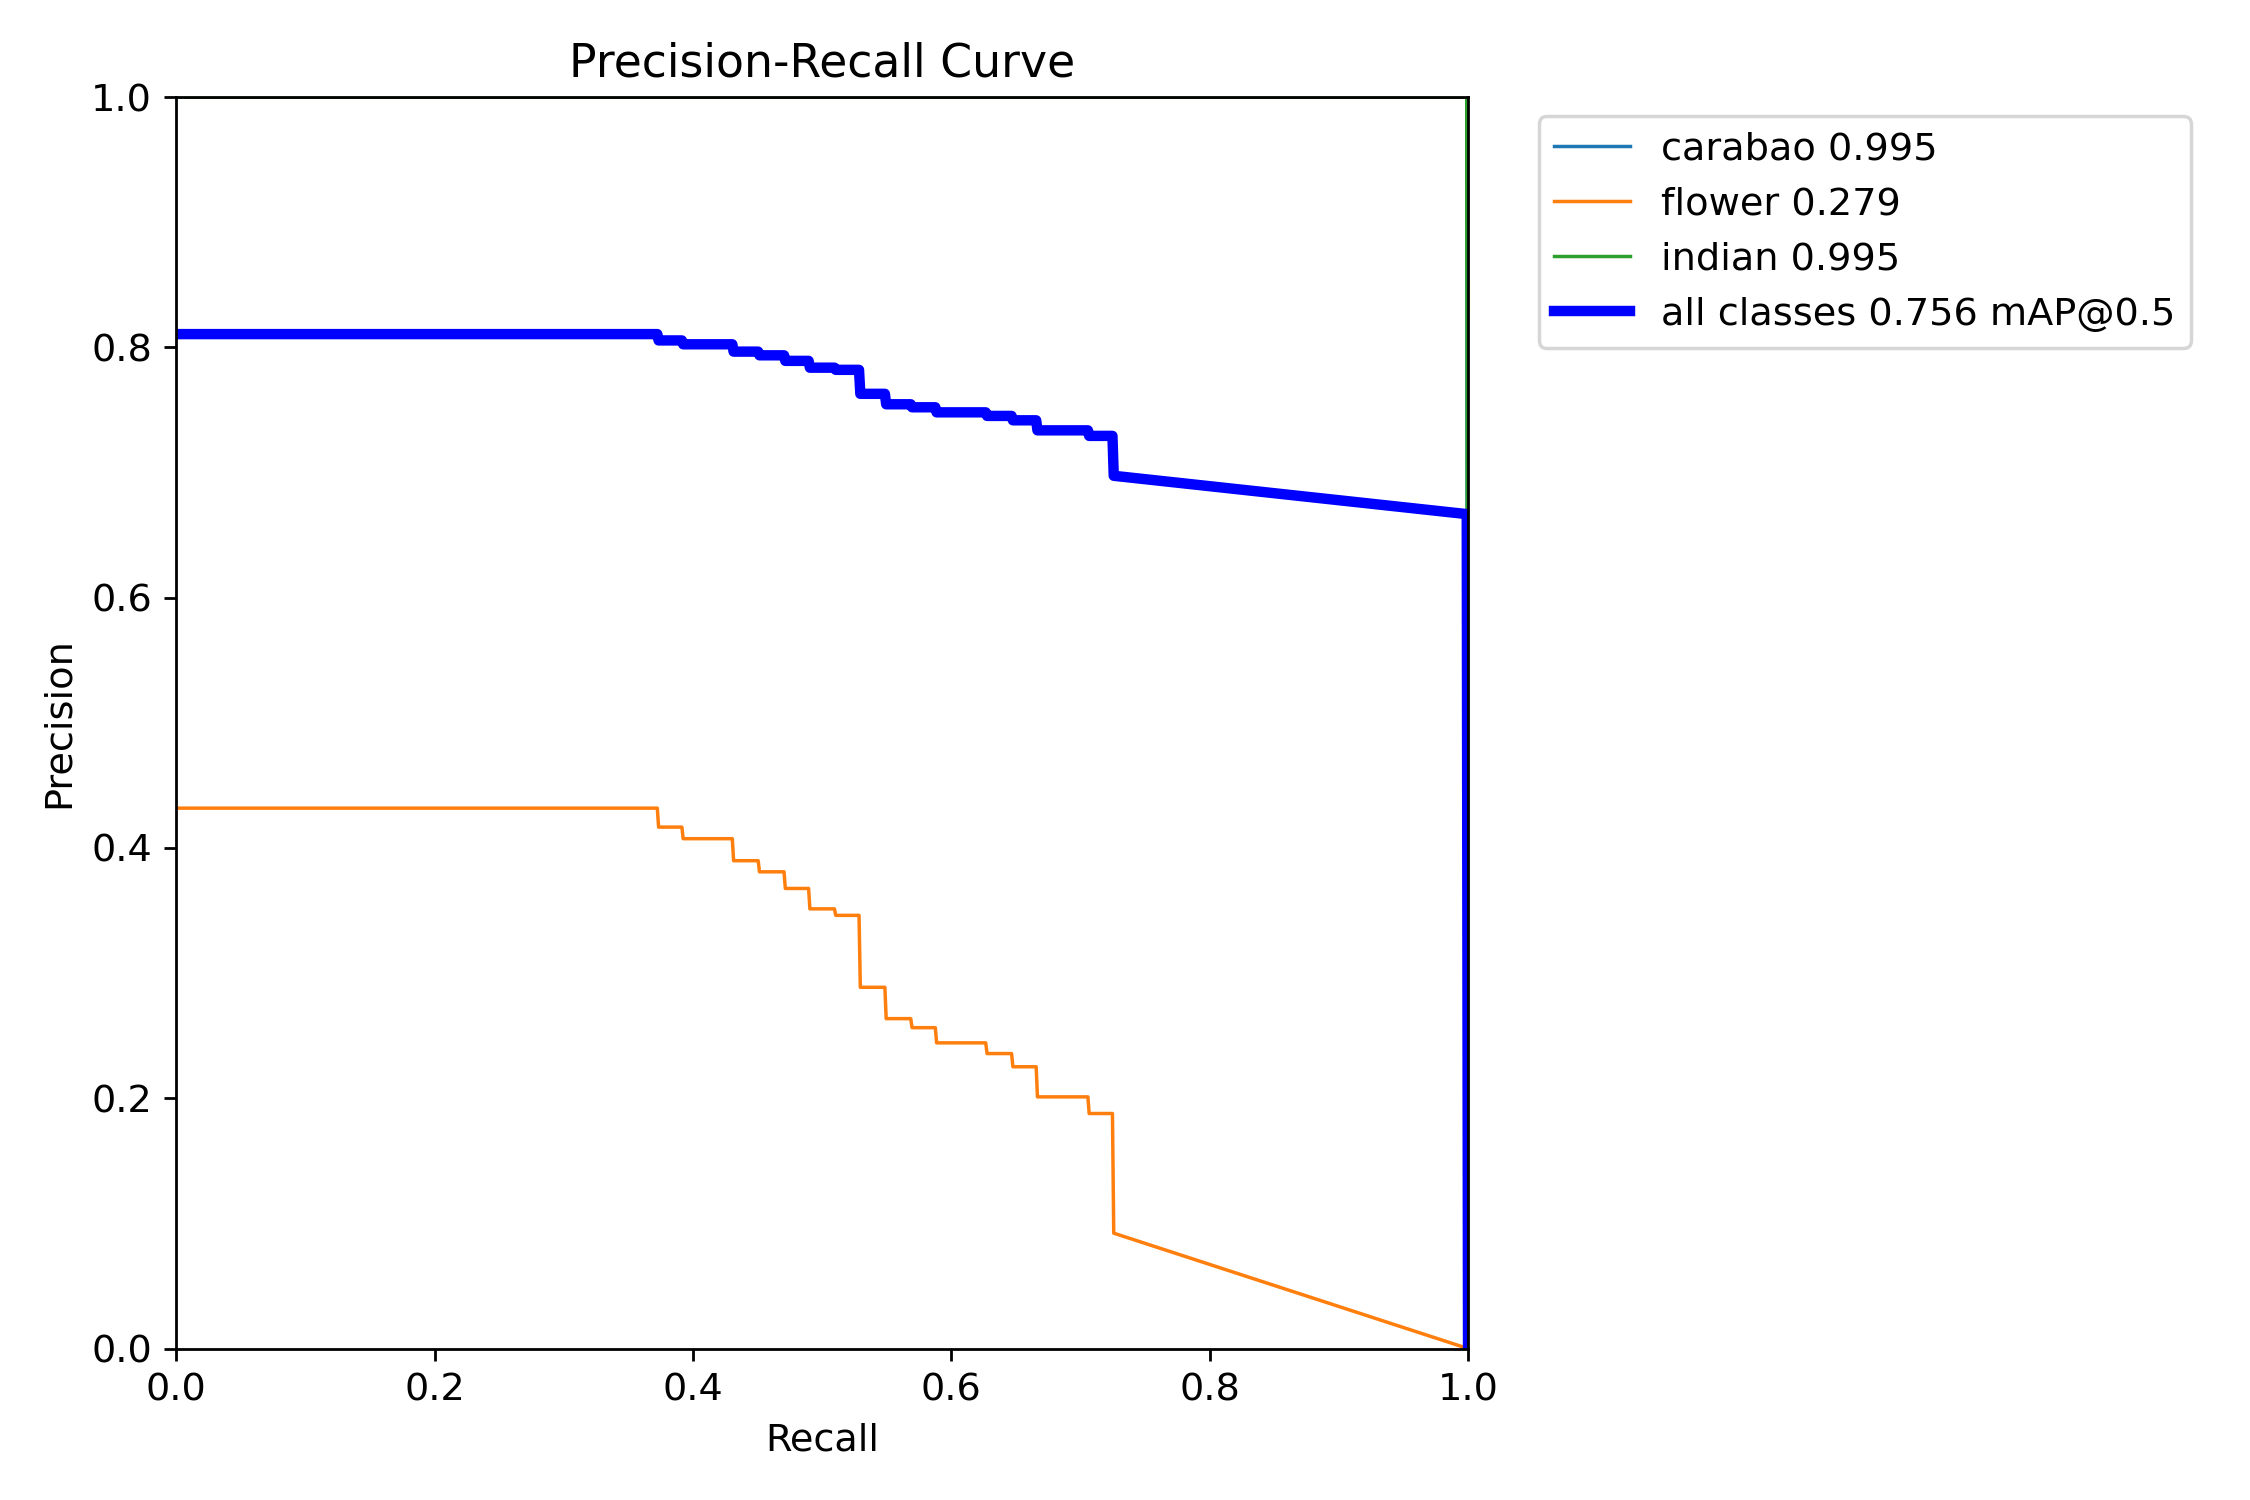 Precision-Recall Curve
1.0
0.8
0.6
0.4
0.2
0.0
Precision
0.0 0.2 0.4 0.6 0.8 1.0
Recall
carabao 0.995
flower 0.279
indian 0.995
all classes 0.756 mAP@0.5